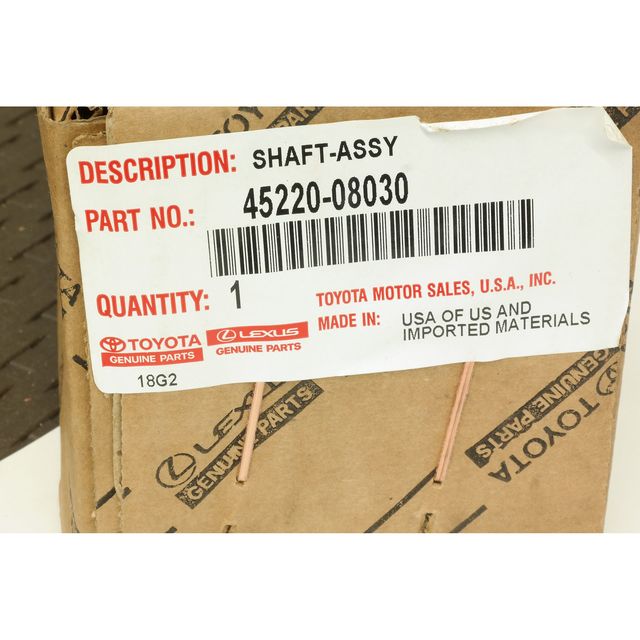 DESCRIPTION: SHAFT-ASSY
PART NO.: 45220-08030
QUANTITY: 1
TOYOTA MOTOR SALES, U.S.A., INC.
MADE IN: USA OF US AND
IMPORTED MATERIALS
TOYOTA
GENUINE PARTS
LEXUS
GENUINE PARTS
18G2
LEXUS
GENUINE PARTS
TOYOTA
GENUINE PARTS